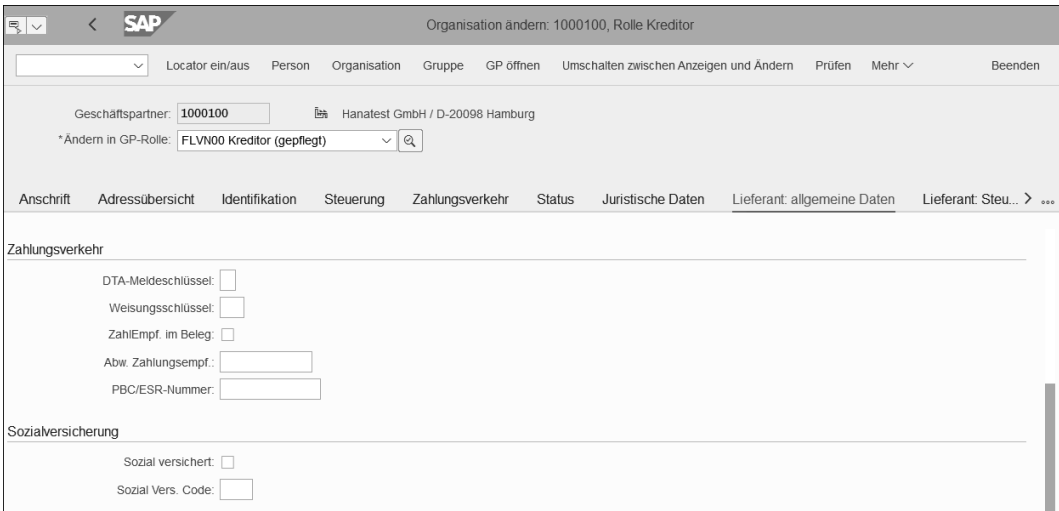 SAP Organisation ändern: 1000100, Rolle Kreditor
Locator ein/aus Person Organisation Gruppe GP öffnen Umschalten zwischen Anzeigen und Ändern Prüfen Mehr Beenden
Geschäftspartner: 1000100 Hanatest GmbH / D-20098 Hamburg
*Ändern in GP-Rolle: FLVN00 Kreditor (gepflegt)
Anschrift Adressübersicht Identifikation Steuerung Zahlungsverkehr Status Juristische Daten Lieferant: allgemeine Daten Lieferant: Steu...
Zahlungsverkehr
DTA-Meldeschlüssel:
Weisungsschlüssel:
ZahlEmpf. im Beleg:
Abw. Zahlungsempf.:
PBC/ESR-Nummer:
Sozialversicherung
Sozial versichert:
Sozial Vers. Code: